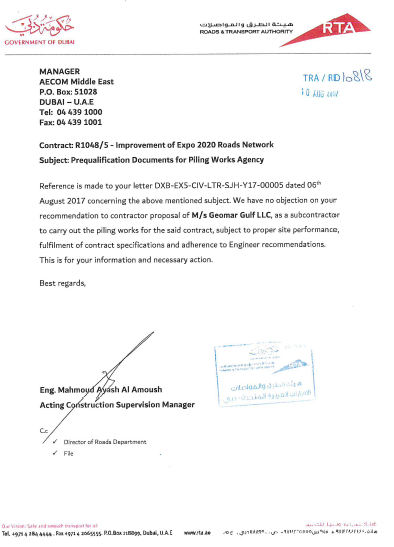 حكومة دبي
GOVERNMENT OF DUBAI
هيئة الطرق والمواصلات
ROADS & TRANSPORT AUTHORITY
RTA
MANAGER
AECOM Middle East
P.O. Box: 51028
DUBAI – U.A.E
Tel: 04 439 1000
Fax: 04 439 1001
TRA / RID/
10 AUG 2017
Contract: R1048/5 - Improvement of Expo 2020 Roads Network
Subject: Prequalification Documents for Piling Works Agency
Reference is made to your letter DXB-EX5-CIV-LTR-SJH-Y17-00005 dated 06th
August 2017 concerning the above mentioned subject. We have no objection on your
recommendation to contractor proposal of M/s Geomar Gulf LLC, as a subcontractor
to carry out the piling works for the said contract, subject to proper site performance,
fulfilment of contract specifications and adherence to Engineer recommendations.
This is for your information and necessary action.
Best regards,
Eng. Mahmoud Ayash Al Amoush
Acting Construction Supervision Manager
هيئة الطرق والمواصلات
Cc
✓ Director of Roads Department
✓ File
Our Vision: Safe and smooth transport for all
Tel. +971 4 284 4444 . Fax +971 4 2065555. P.O.Box 118899, Dubai, U.A.E www.rta.ae